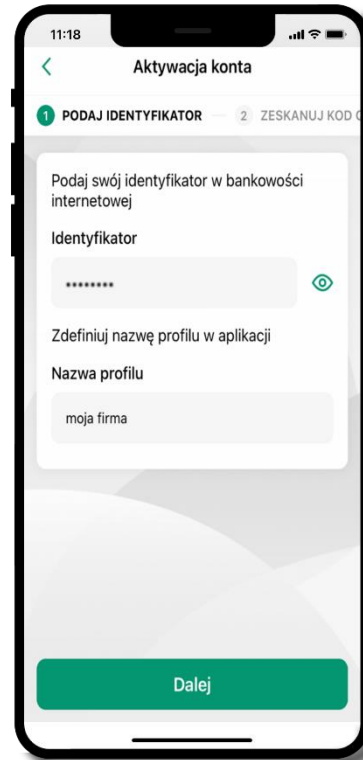 11:18
Aktywacja konta
1 PODAJ IDENTYFIKATOR
2 ZESKANUJ KOD
Podaj swój identyfikator w bankowości
internetowej
Identyfikator
••••••••
Zdefiniuj nazwę profilu w aplikacji
Nazwa profilu
moja firma
Dalej